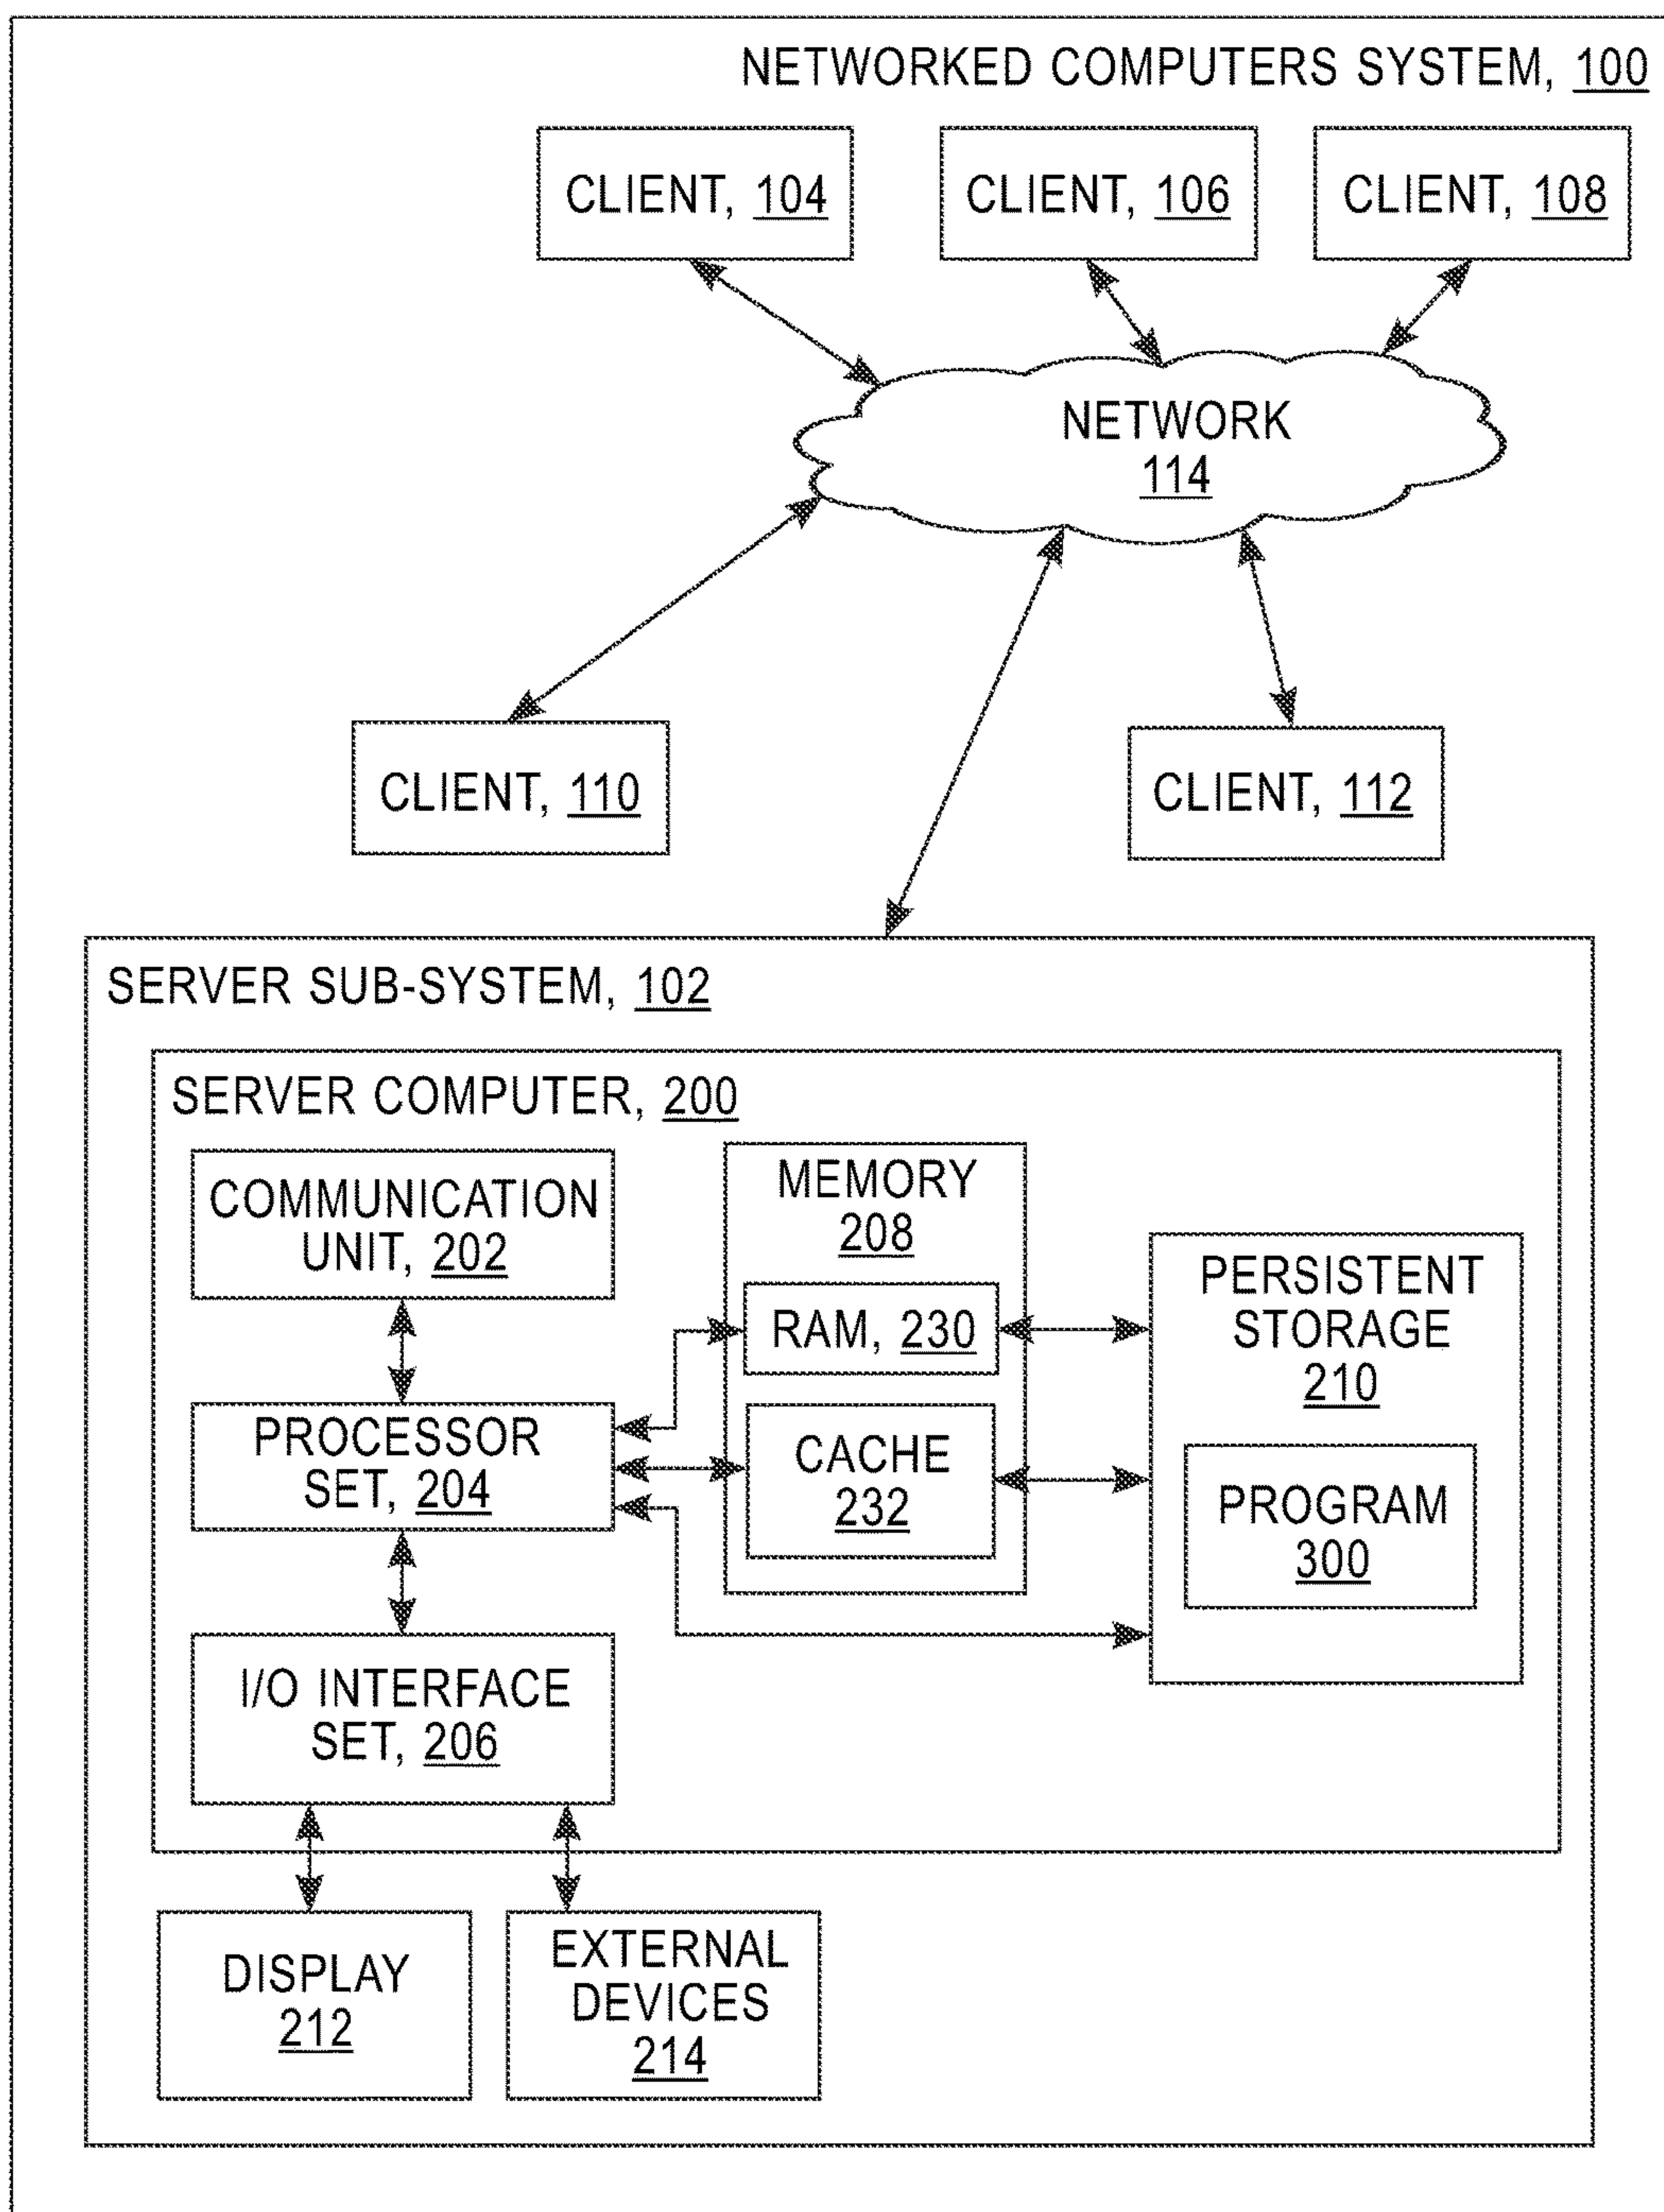 NETWORKED COMPUTERS SYSTEM, 100
CLIENT, 104
CLIENT, 106
CLIENT, 108
NETWORK
114
CLIENT, 110
CLIENT, 112
SERVER SUB-SYSTEM, 102
SERVER COMPUTER, 200
COMMUNICATION
UNIT, 202
MEMORY
208
RAM, 230
PERSISTENT
STORAGE
210
PROCESSOR
SET, 204
CACHE
232
PROGRAM
300
I/O INTERFACE
SET, 206
DISPLAY
212
EXTERNAL
DEVICES
214